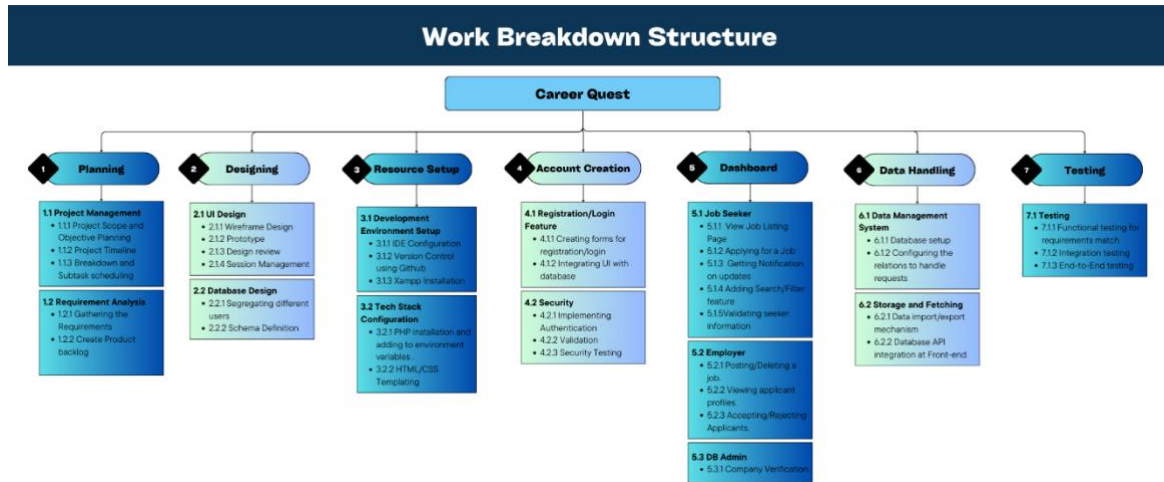 Work Breakdown Structure
Career Quest
1
Planning
1.1 Project Management
• 1.1.1 Project Scope and
Objective Planning
• 1.1.2 Project Timeline
• 1.1.3 Breakdown and
Subtask scheduling
1.2 Requirement Analysis
• 1.2.1 Gathering the
Requirements
• 1.2.2 Create Product
backlog
2
Designing
2.1 UI Design
• 2.1.1 Wireframe Design
• 2.1.2 Prototype
• 2.1.3 Design review
• 2.1.4 Session Management
2.2 Database Design
• 2.2.1 Segregating different
users
• 2.2.2 Schema Definition
3
Resource Setup
3.1 Development
Environment Setup
• 3.1.1 IDE Configuration
• 3.1.2 Version Control
using Github
• 3.1.3 Xampp Installation
3.2 Tech Stack
Configuration
• 3.2.1 PHP installation and
adding to environment
variables .
• 3.2.2 HTML/CSS
Templating
4
Account Creation
4.1 Registration/Login
Feature
• 4.1.1 Creating forms for
registration/login
• 4.1.2 Integrating UI with
database
4.2 Security
• 4.2.1 Implementing
Authentication
• 4.2.2 Validation
• 4.2.3 Security Testing
5
Dashboard
5.1 Job Seeker
• 5.1.1 View Job Listing
Page
• 5.1.2 Applying for a Job
• 5.1.3 Getting Notification
on updates
• 5.1.4 Adding Search/Filter
feature
• 5.1.5Validating seeker
information
5.2 Employer
• 5.2.1 Posting/Deleting a
job.
• 5.2.2 Viewing applicant
profiles.
• 5.2.3 Accepting/Rejecting
Applicants.
5.3 DB Admin
• 5.3.1 Company Verification
6
Data Handling
6.1 Data Management
System
• 6.1.1 Database setup
• 6.1.2 Configuring the
relations to handle
requests
6.2 Storage and Fetching
• 6.2.1 Data import/export
mechanism
• 6.2.2 Database API
integration at Front-end
7
Testing
7.1 Testing
• 7.1.1 Functional testing for
requirements match
• 7.1.2 Integration testing
• 7.1.3 End-to-End testing